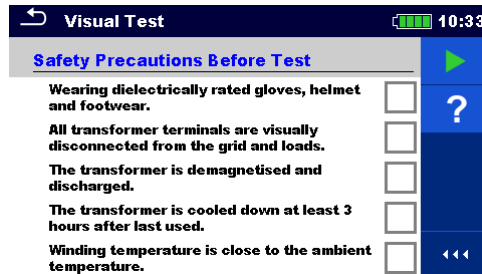 Visual Test
10:33
Safety Precautions Before Test
Wearing dielectrically rated gloves, helmet
and footwear.
All transformer terminals are visually
disconnected from the grid and loads.
The transformer is demagnetised and
discharged.
The transformer is cooled down at least 3
hours after last used.
Winding temperature is close to the ambient
temperature.
?